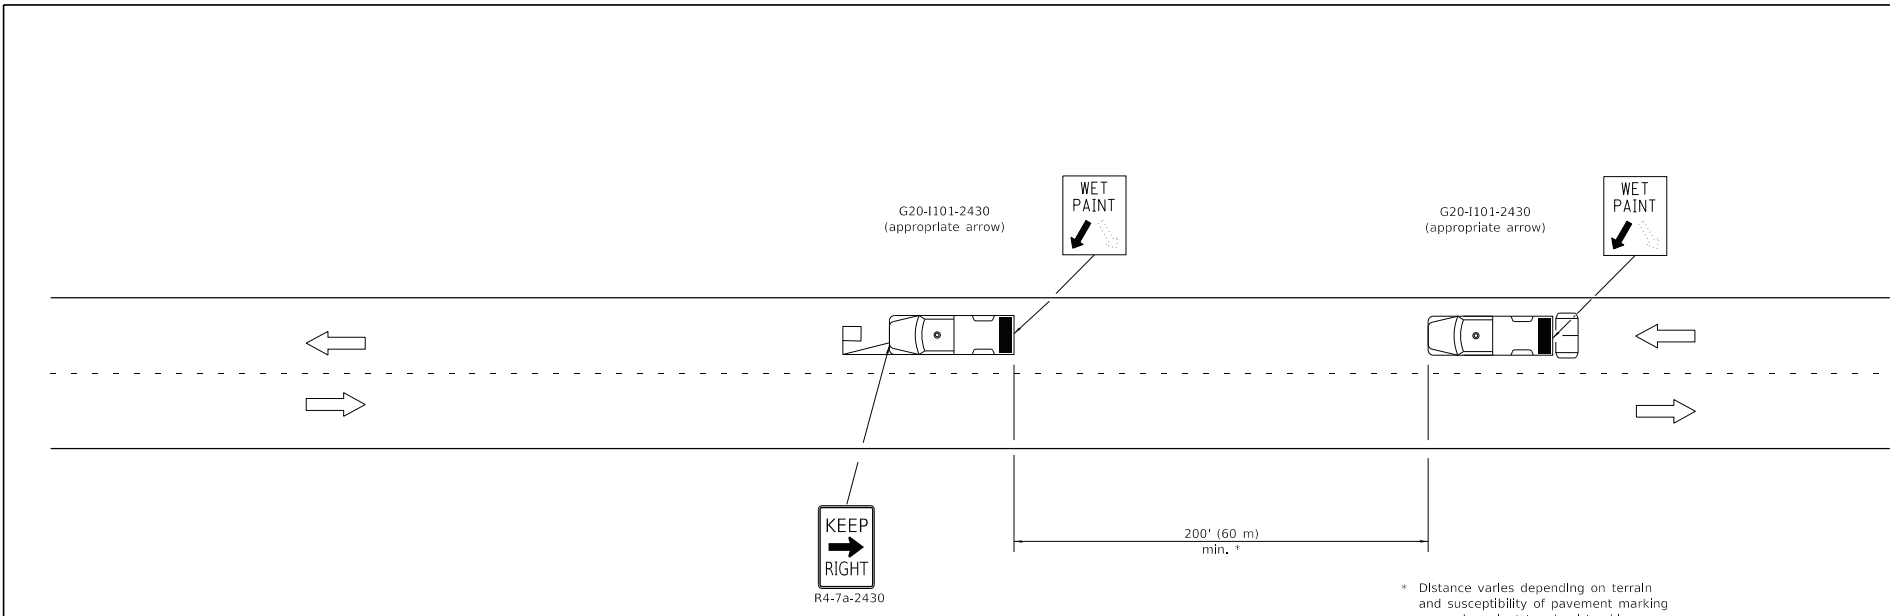 WET
PAINT
G20-I101-2430
(appropriate arrow)
WET
PAINT
G20-I101-2430
(appropriate arrow)
KEEP
RIGHT
R4-7a-2430
200' (60 m)
min. *
* Distance varies depending on terrain
and susceptibility of pavement marking